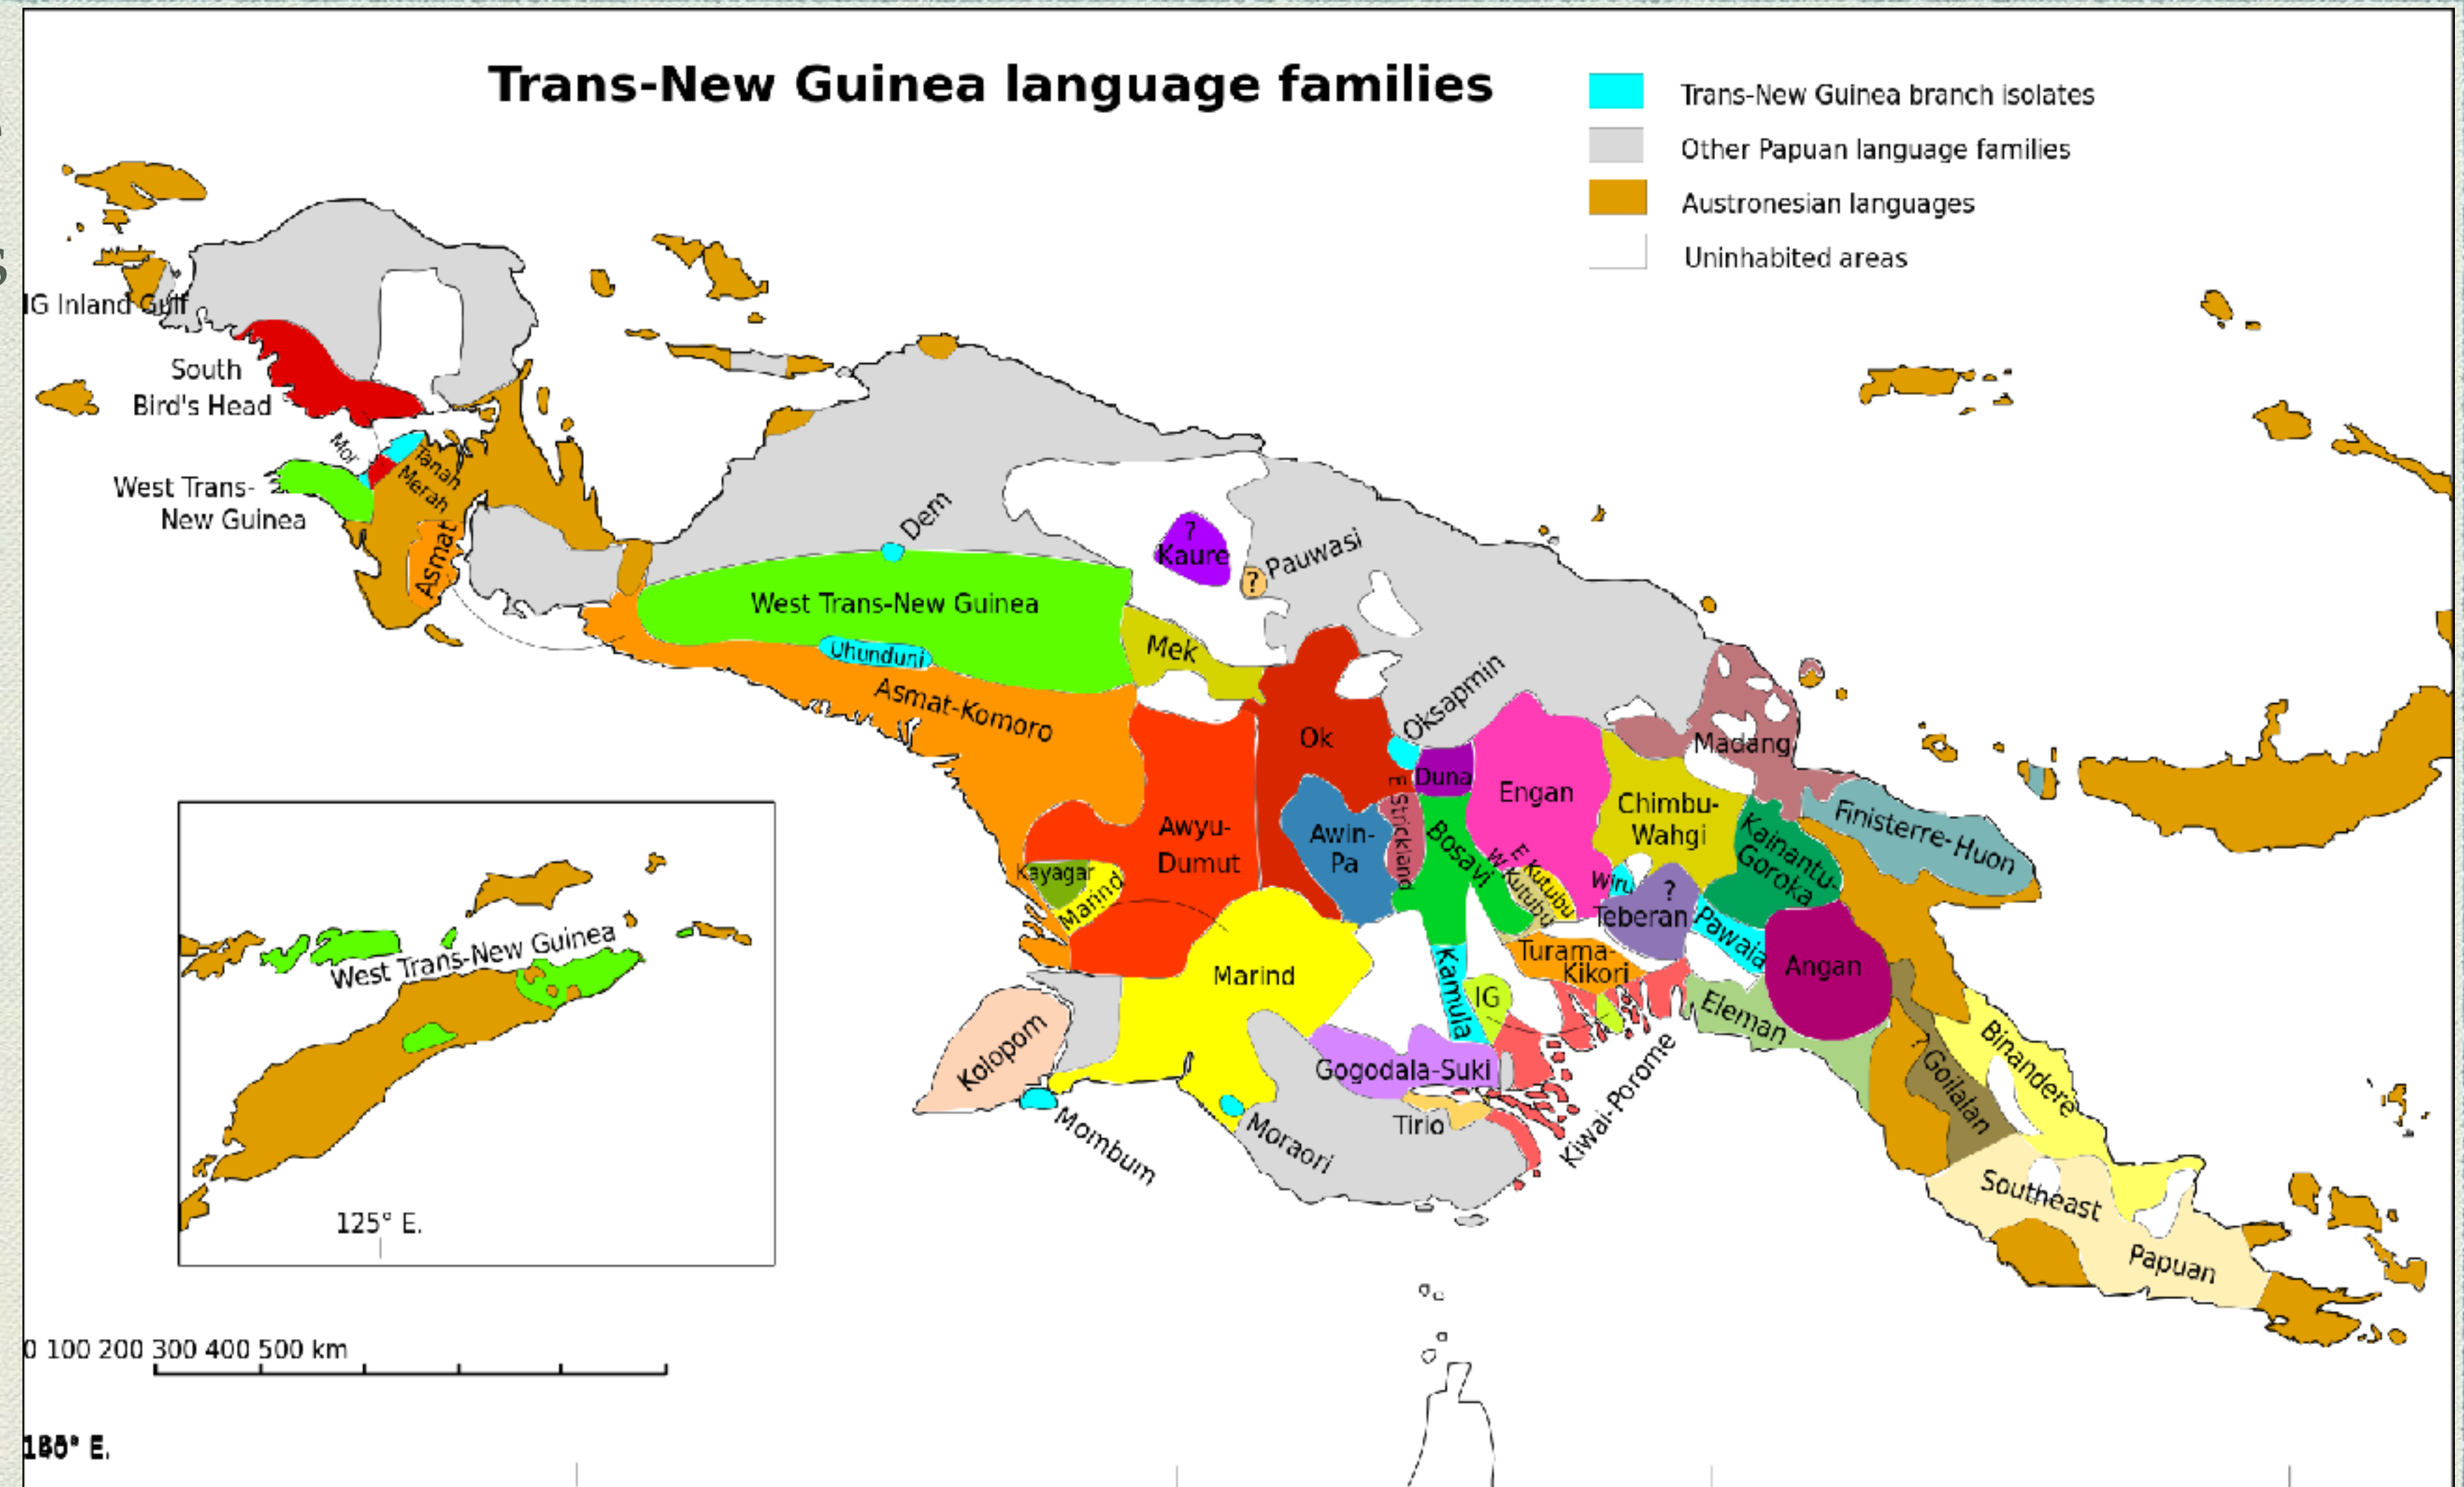 Trans-New Guinea language families
Trans-New Guinea branch isolates
Other Papuan language families
Austronesian languages
Uninhabited areas
IG Inland Gulf
South
Bird's Head
Mor
Tanah
Merah
West Trans-
New Guinea
Asmat
Dem
?
Kaure
Pauwasi
?
West Trans-New Guinea
Mek
Uhunduni
Asmat-Komoro
Oksapmin
Ok
Duna
Engan
Madang
E Strickland
Chimbu-
Wahgi
Finisterre-Huon
Awyu-
Dumut
Awin-
Pa
Bosavi
Kainantu-
Goroka
E Kutubu
W Kutubu
Kayagar
Marind
Wiru
?
Teberan
Pawaia
Angan
Turama-
Kikori
Marind
Kamula
IG
Eleman
Kolopom
Gogodala-Suki
Kiwai-Porome
Goilalan
Binandere
Tirio
Mombum
Moraori
Southeast
Papuan
West Trans-New Guinea
125° E.
0 100 200 300 400 500 km